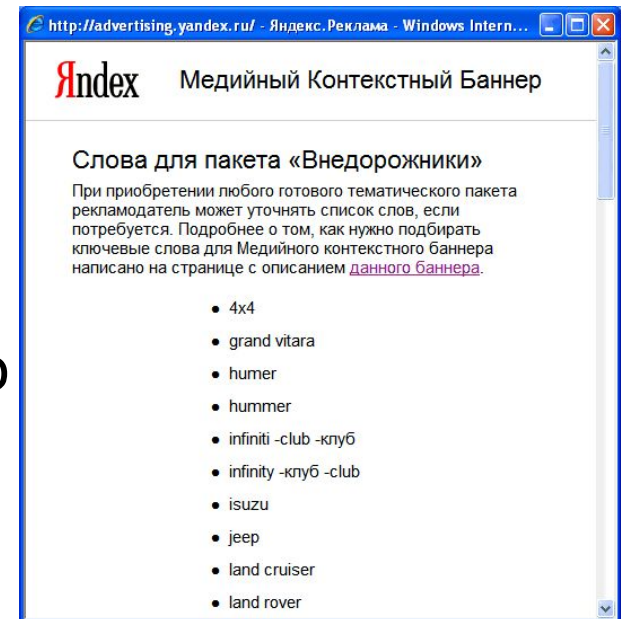 http://advertising.yandex.ru/ - Яндекс.Реклама - Windows Intern...
Яndex
Медийный Контекстный Баннер
Слова для пакета «Внедорожники»
При приобретении любого готового тематического пакета
рекламодатель может уточнять список слов, если
потребуется. Подробнее о том, как нужно подбирать
ключевые слова для Медийного контекстного баннера
написано на странице с описанием данного баннера.
• 4x4
• grand vitara
• humer
• hummer
• infiniti -club -клуб
• infinity -клуб -club
• isuzu
• jeep
• land cruiser
• land rover